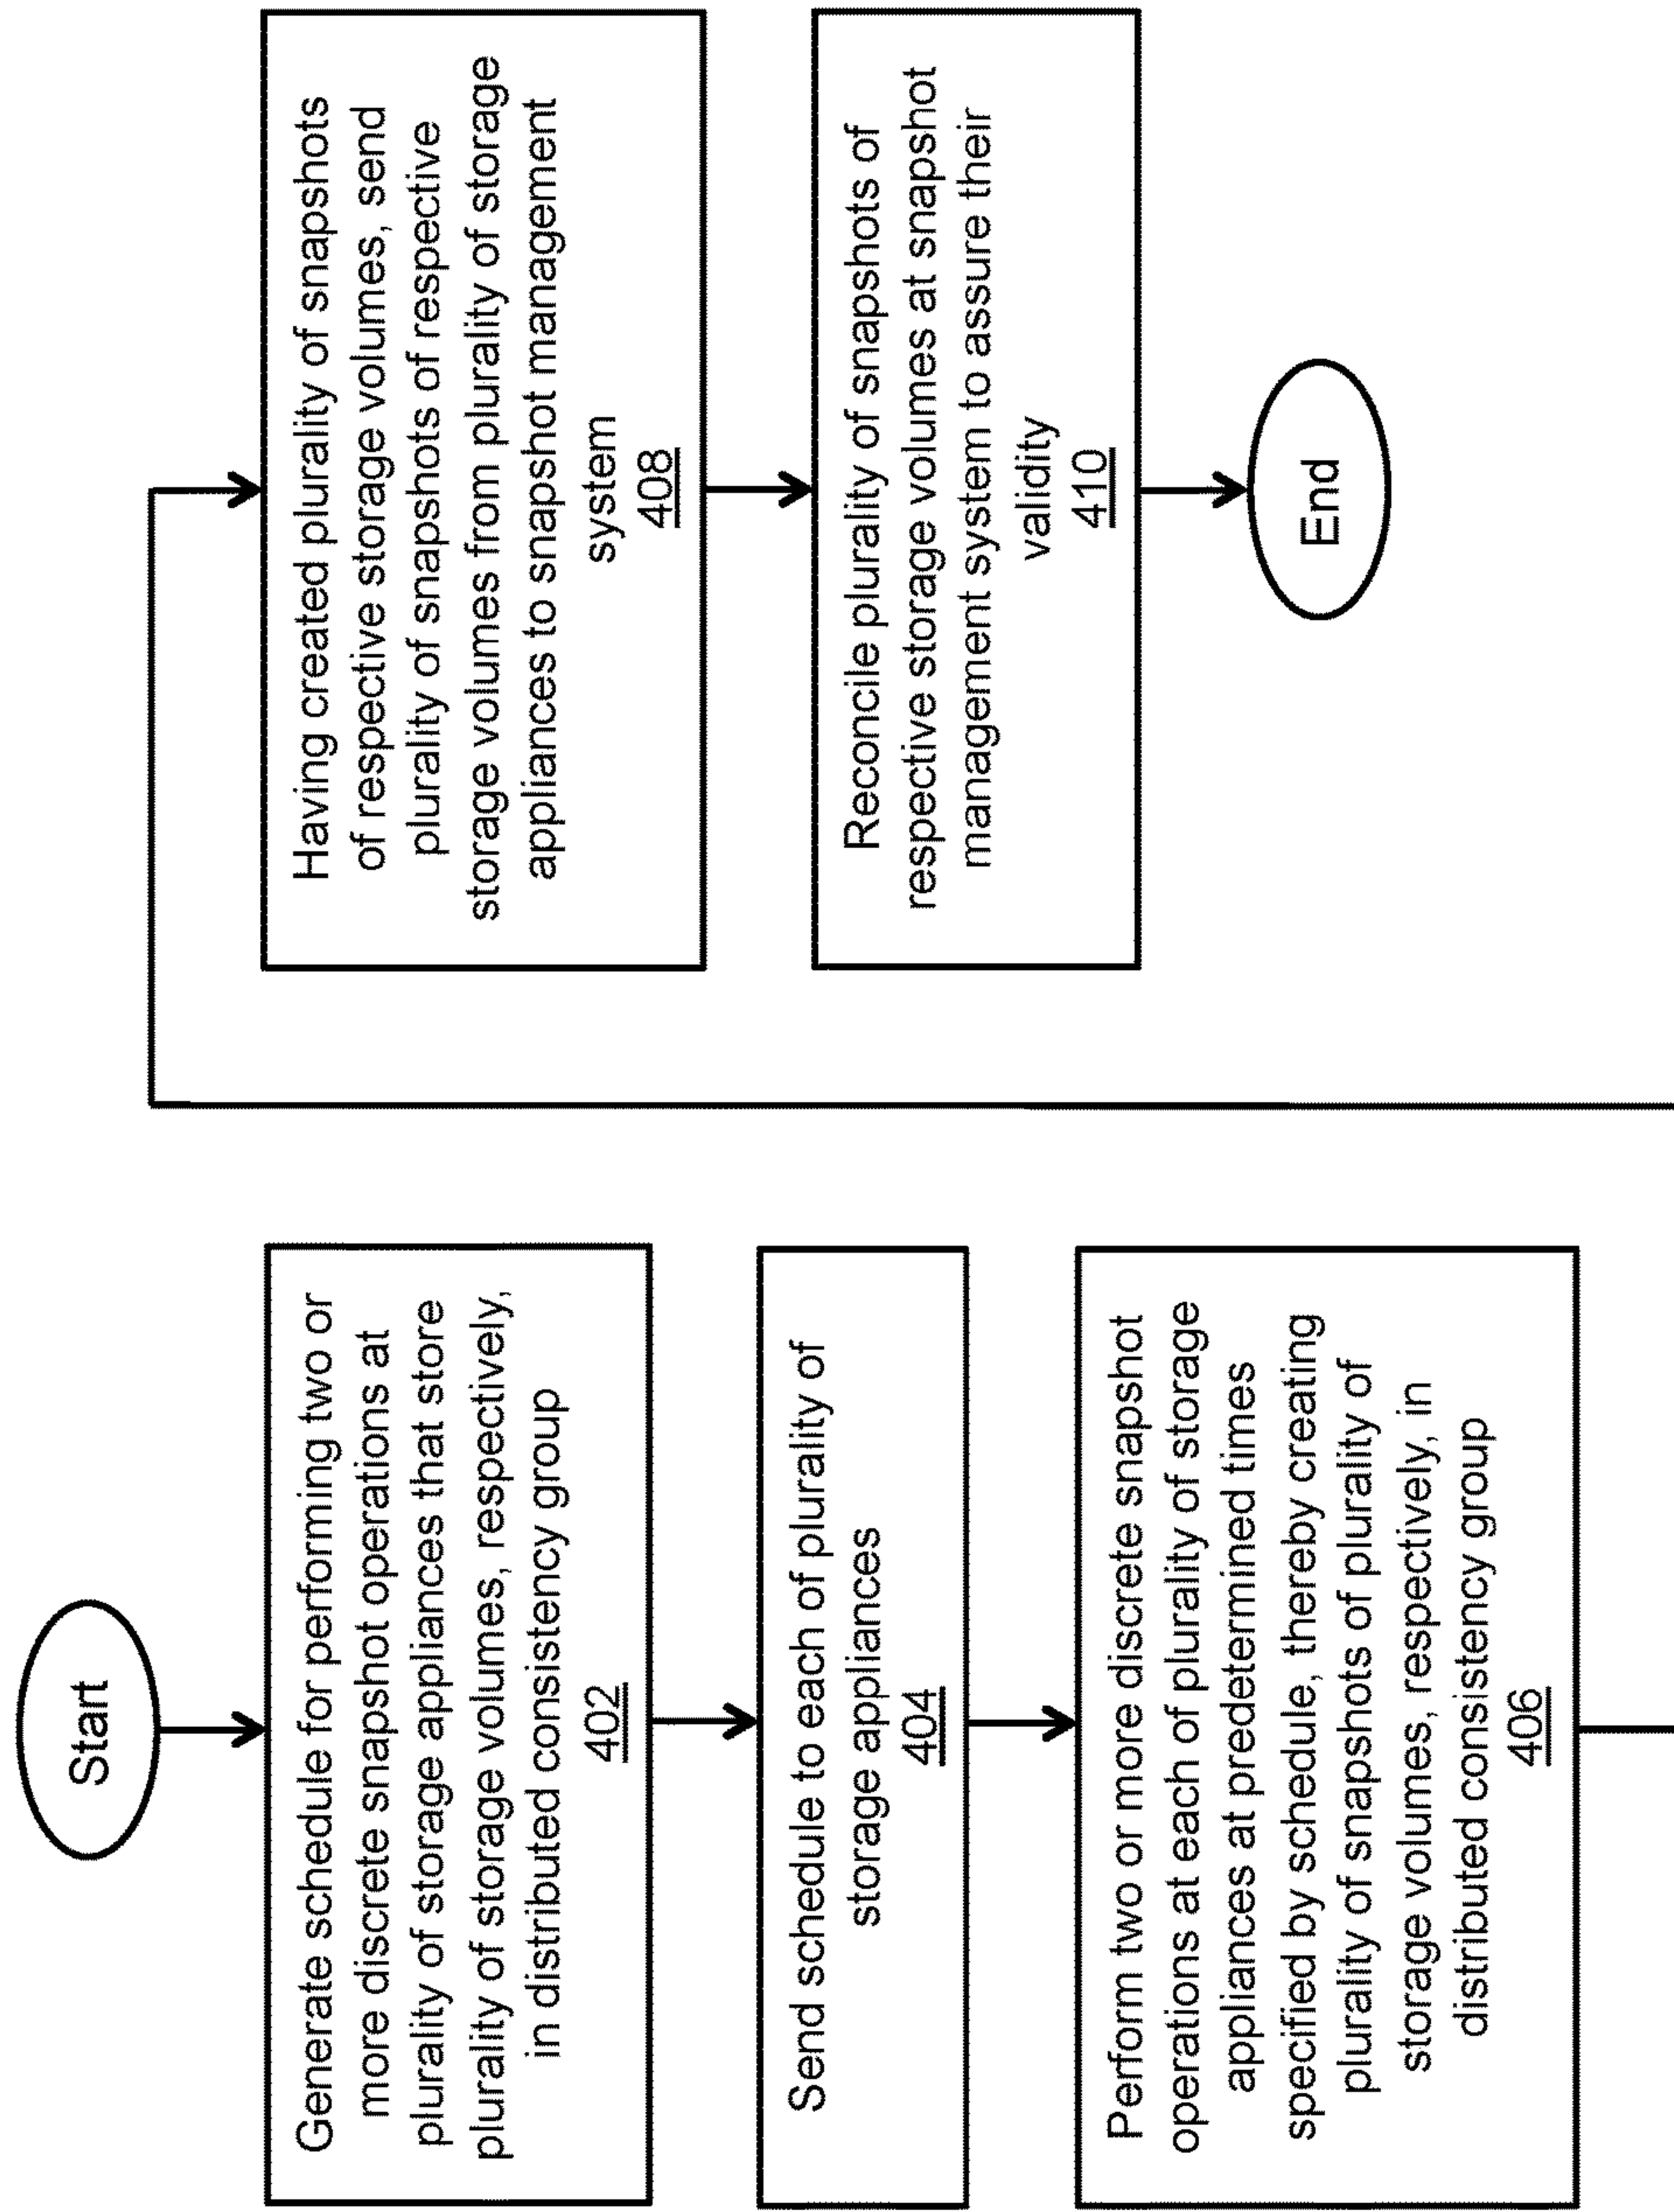 Start
Generate schedule for performing two or
more discrete snapshot operations at
plurality of storage appliances that store
plurality of storage volumes, respectively,
in distributed consistency group
402
Send schedule to each of plurality of
storage appliances
404
Perform two or more discrete snapshot
operations at each of plurality of storage
appliances at predetermined times
specified by schedule, thereby creating
plurality of snapshots of plurality of
storage volumes, respectively, in
distributed consistency group
406
Having created plurality of snapshots
of respective storage volumes, send
plurality of snapshots of respective
storage volumes from plurality of storage
appliances to snapshot management
system
408
Reconcile plurality of snapshots of
respective storage volumes at snapshot
management system to assure their
validity
410
End